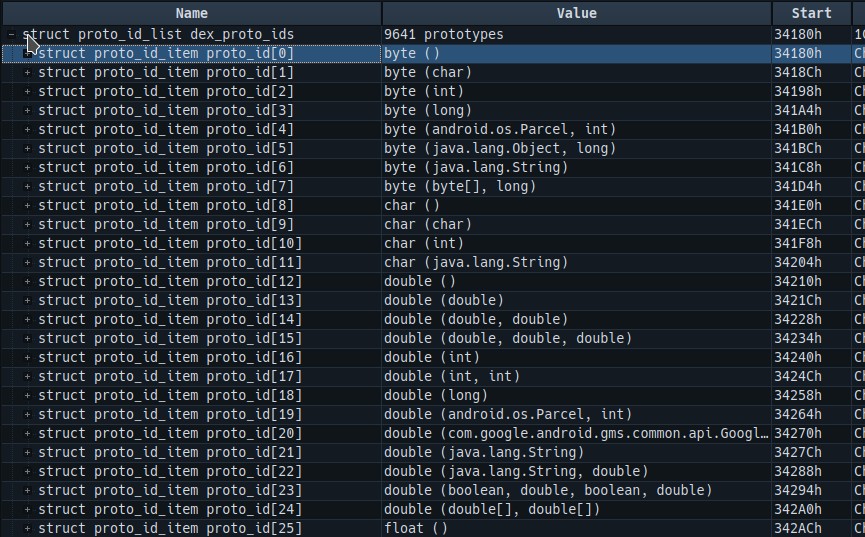 Name Value Start
struct proto_id_list dex_proto_ids 9641 prototypes 34180h 1
struct proto_id_item proto_id[0] byte () 34180h
struct proto_id_item proto_id[1] byte (char) 3418Ch
struct proto_id_item proto_id[2] byte (int) 34198h
struct proto_id_item proto_id[3] byte (long) 341A4h
struct proto_id_item proto_id[4] byte (android.os.Parcel, int) 341B0h
struct proto_id_item proto_id[5] byte (java.lang.Object, long) 341BCh
struct proto_id_item proto_id[6] byte (java.lang.String) 341C8h
struct proto_id_item proto_id[7] byte (byte[], long) 341D4h
struct proto_id_item proto_id[8] char () 341E0h
struct proto_id_item proto_id[9] char (char) 341ECh
struct proto_id_item proto_id[10] char (int) 341F8h
struct proto_id_item proto_id[11] char (java.lang.String) 34204h
struct proto_id_item proto_id[12] double () 34210h
struct proto_id_item proto_id[13] double (double) 3421Ch
struct proto_id_item proto_id[14] double (double, double) 34228h
struct proto_id_item proto_id[15] double (double, double, double) 34234h
struct proto_id_item proto_id[16] double (int) 34240h
struct proto_id_item proto_id[17] double (int, int) 3424Ch
struct proto_id_item proto_id[18] double (long) 34258h
struct proto_id_item proto_id[19] double (android.os.Parcel, int) 34264h
struct proto_id_item proto_id[20] double (com.google.android.gms.common.api.Googl… 34270h
struct proto_id_item proto_id[21] double (java.lang.String) 3427Ch
struct proto_id_item proto_id[22] double (java.lang.String, double) 34288h
struct proto_id_item proto_id[23] double (boolean, double, boolean, double) 34294h
struct proto_id_item proto_id[24] double (double[], double[]) 342A0h
struct proto_id_item proto_id[25] float () 342ACh